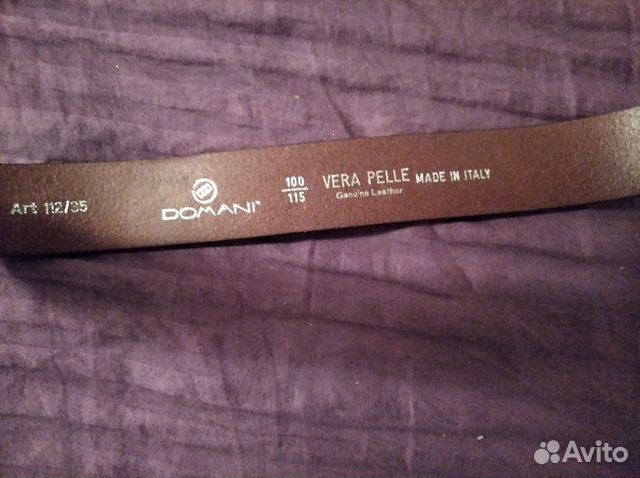 Art 112/35
DOMANI
100
115
VERA PELLE MADE IN ITALY
Genuine Leather
Avito